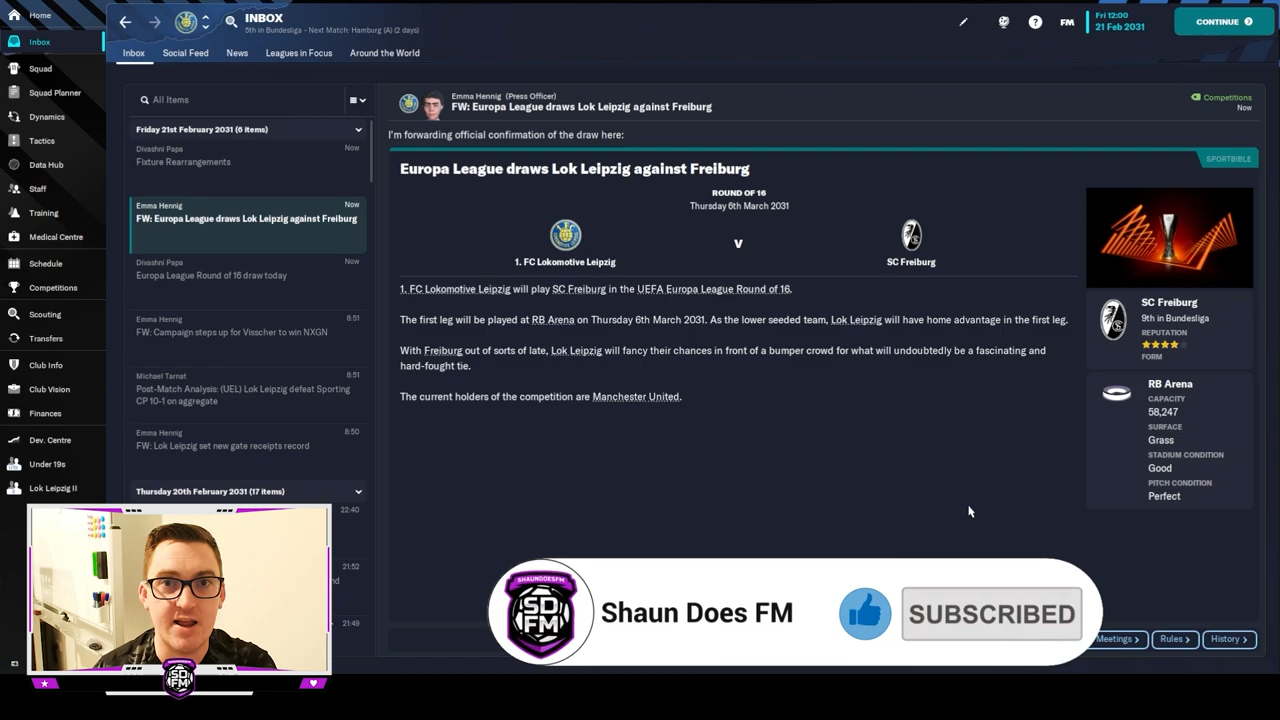 Home
Inbox
Squad
Squad Planner
Dynamics
Tactics
Data Hub
Staff
Training
Medical Centre
Schedule
Competitions
Scouting
Transfers
Club Info
Club Vision
Finances
Dev. Centre
Under 19s
Lok Leipzig II
INBOX
5th in Bundesliga - Next Match: Hamburg (A) (2 days)
FM
Fri 12:00
21 Feb 2031
CONTINUE
Inbox
Social Feed
News
Leagues in Focus
Around the World
All Items
Friday 21st February 2031 (6 items)
Divashni Papa
Now
Fixture Rearrangements
Emma Hennig
Now
FW: Europa League draws Lok Leipzig against Freiburg
Divashni Papa
Now
Europa League Round of 16 draw today
Emma Hennig
8:51
FW: Campaign steps up for Visscher to win NXGN
Michael Tarnat
8:51
Post-Match Analysis: (UEL) Lok Leipzig defeat Sporting
CP 10-1 on aggregate
Emma Hennig
8:50
FW: Lok Leipzig set new gate receipts record
Thursday 20th February 2031 (17 items)
22:40
21:52
21:49
Emma Hennig (Press Officer)
FW: Europa League draws Lok Leipzig against Freiburg
Competitions
Now
I'm forwarding official confirmation of the draw here:
SPORTBIBLE
Europa League draws Lok Leipzig against Freiburg
ROUND OF 16
Thursday 6th March 2031
V
1. FC Lokomotive Leipzig
SC Freiburg
1. FC Lokomotive Leipzig will play SC Freiburg in the UEFA Europa League Round of 16.
The first leg will be played at RB Arena on Thursday 6th March 2031. As the lower seeded team, Lok Leipzig will have home advantage in the first leg.
With Freiburg out of sorts of late, Lok Leipzig will fancy their chances in front of a bumper crowd for what will undoubtedly be a fascinating and
hard-fought tie.
The current holders of the competition are Manchester United.
SC Freiburg
9th in Bundesliga
REPUTATION
FORM
RB Arena
CAPACITY
58,247
SURFACE
Grass
STADIUM CONDITION
Good
PITCH CONDITION
Perfect
Meetings
Rules
History
SHAUNDOESFM
SD
FM
Shaun Does FM
SUBSCRIBED
SD
FM